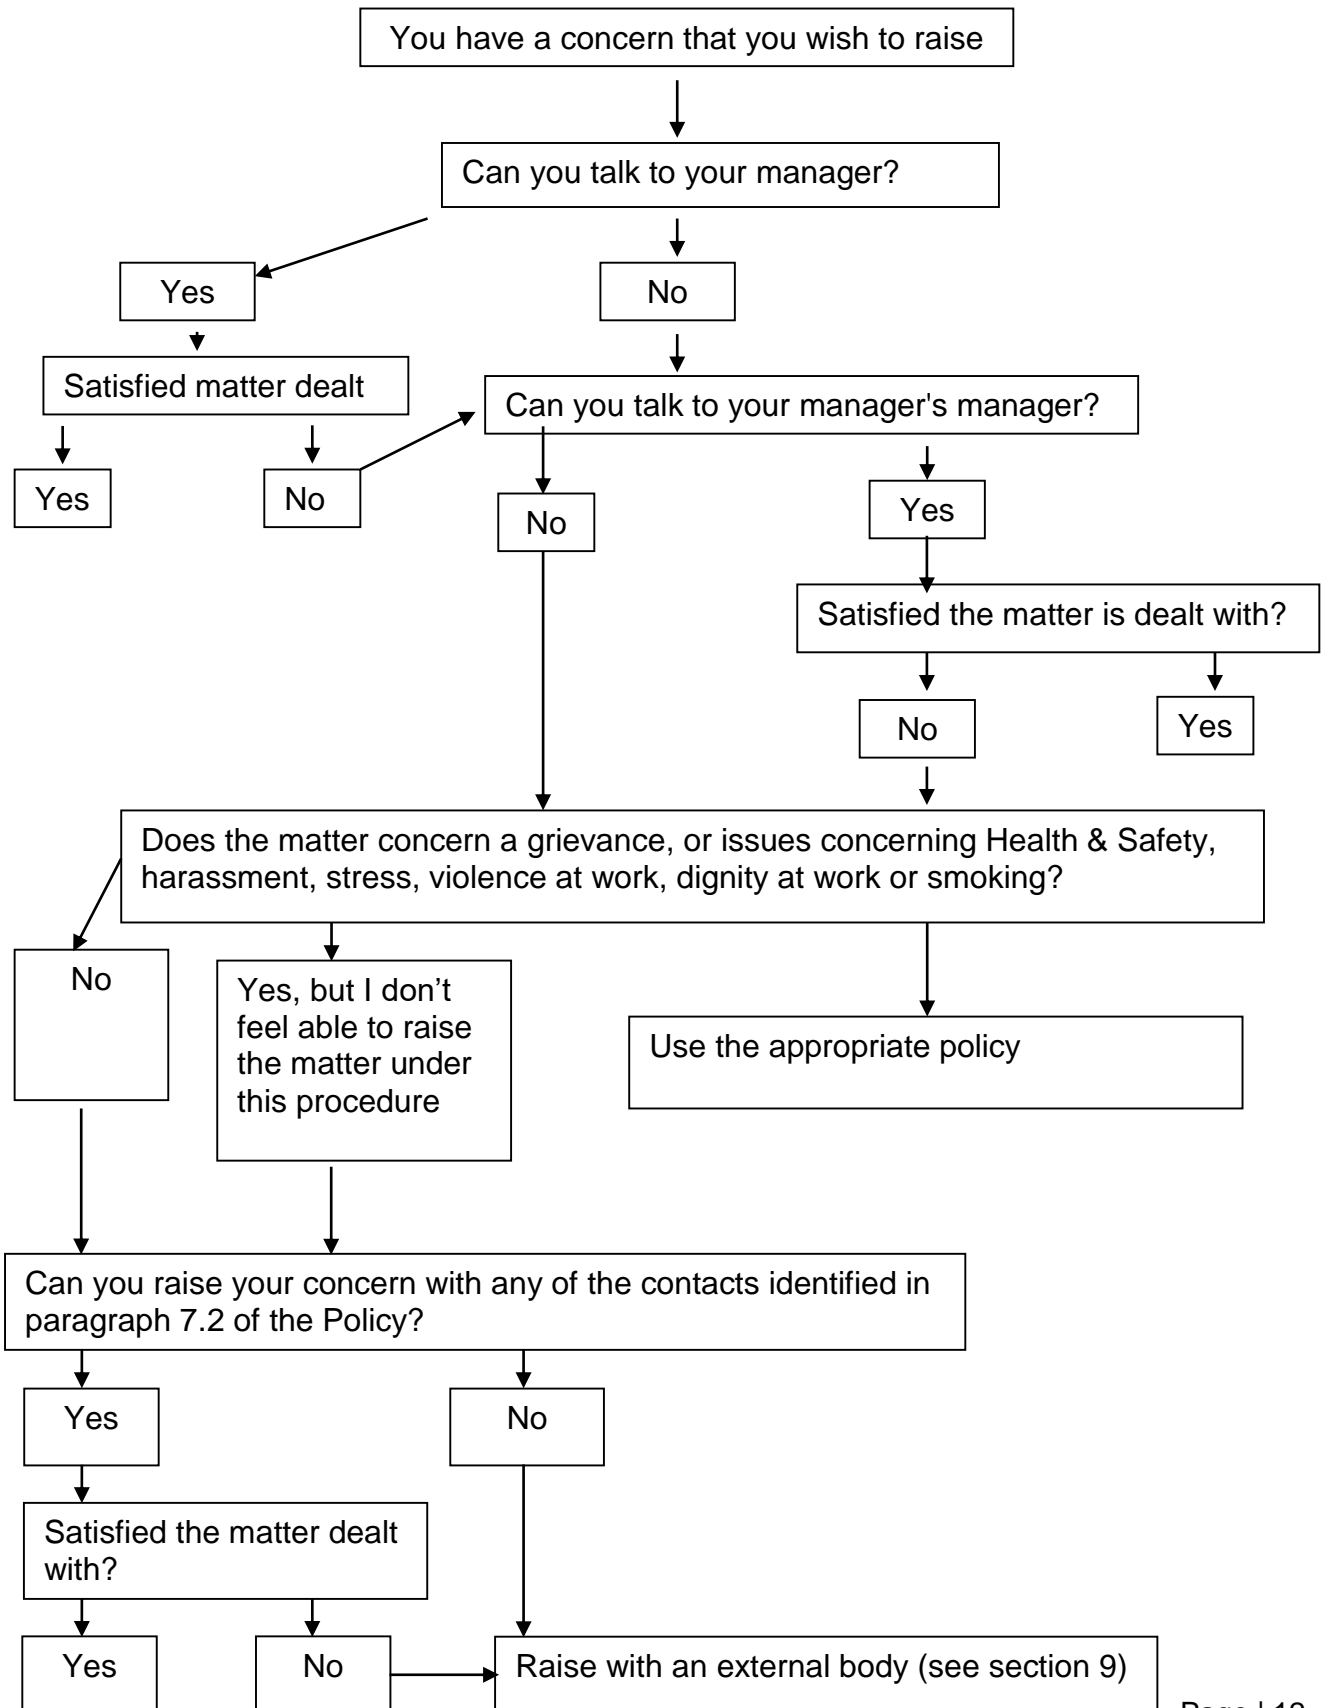 You have a concern that you wish to raise
Can you talk to your manager?
Yes
No
Satisfied matter dealt
Can you talk to your manager's manager?
Yes
No
No
Yes
Satisfied the matter is dealt with?
No
Yes
Does the matter concern a grievance, or issues concerning Health & Safety,
harassment, stress, violence at work, dignity at work or smoking?
No
Yes, but I don’t
feel able to raise
the matter under
this procedure
Use the appropriate policy
Can you raise your concern with any of the contacts identified in
paragraph 7.2 of the Policy?
Yes
No
Satisfied the matter dealt
with?
Yes
No
Raise with an external body (see section 9)